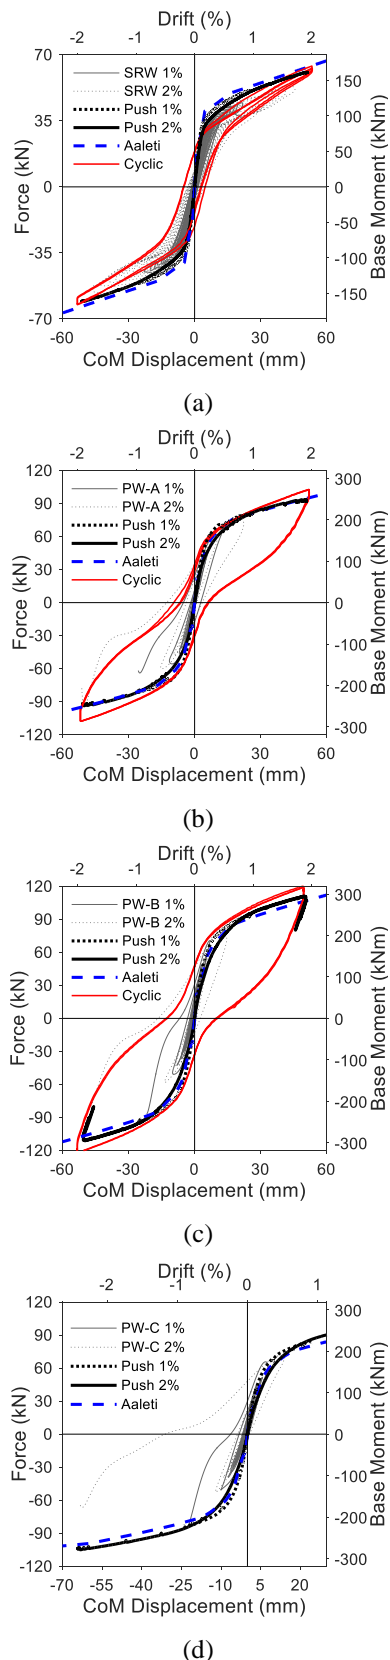 Drift (%)
-2 -1 0 1 2
70
35
0
-35
-70
Force (kN)
SRW 1%
SRW 2%
Push 1%
Push 2%
Aaleti
Cyclic
150
100
50
0
-50
-100
-150
Base Moment (kNm)
-60 -30 0 30 60
CoM Displacement (mm)
(a)
Drift (%)
-2 -1 0 1 2
120
90
60
30
0
-30
-60
-90
-120
Force (kN)
PW-A 1%
PW-A 2%
Push 1%
Push 2%
Aaleti
Cyclic
300
200
100
0
-100
-200
-300
Base Moment (kNm)
-60 -30 0 30 60
CoM Displacement (mm)
(b)
Drift (%)
-2 -1 0 1 2
120
90
60
30
0
-30
-60
-90
-120
Force (kN)
PW-B 1%
PW-B 2%
Push 1%
Push 2%
Aaleti
Cyclic
300
200
100
0
-100
-200
-300
Base Moment (kNm)
-60 -30 0 30 60
CoM Displacement (mm)
(c)
Drift (%)
-2 -1 0 1
120
90
60
30
0
-30
-60
-90
-120
Force (kN)
PW-C 1%
PW-C 2%
Push 1%
Push 2%
Aaleti
300
200
100
0
-100
-200
-300
Base Moment (kNm)
-70 -55 -40 -25 -10 5 20
CoM Displacement (mm)
(d)